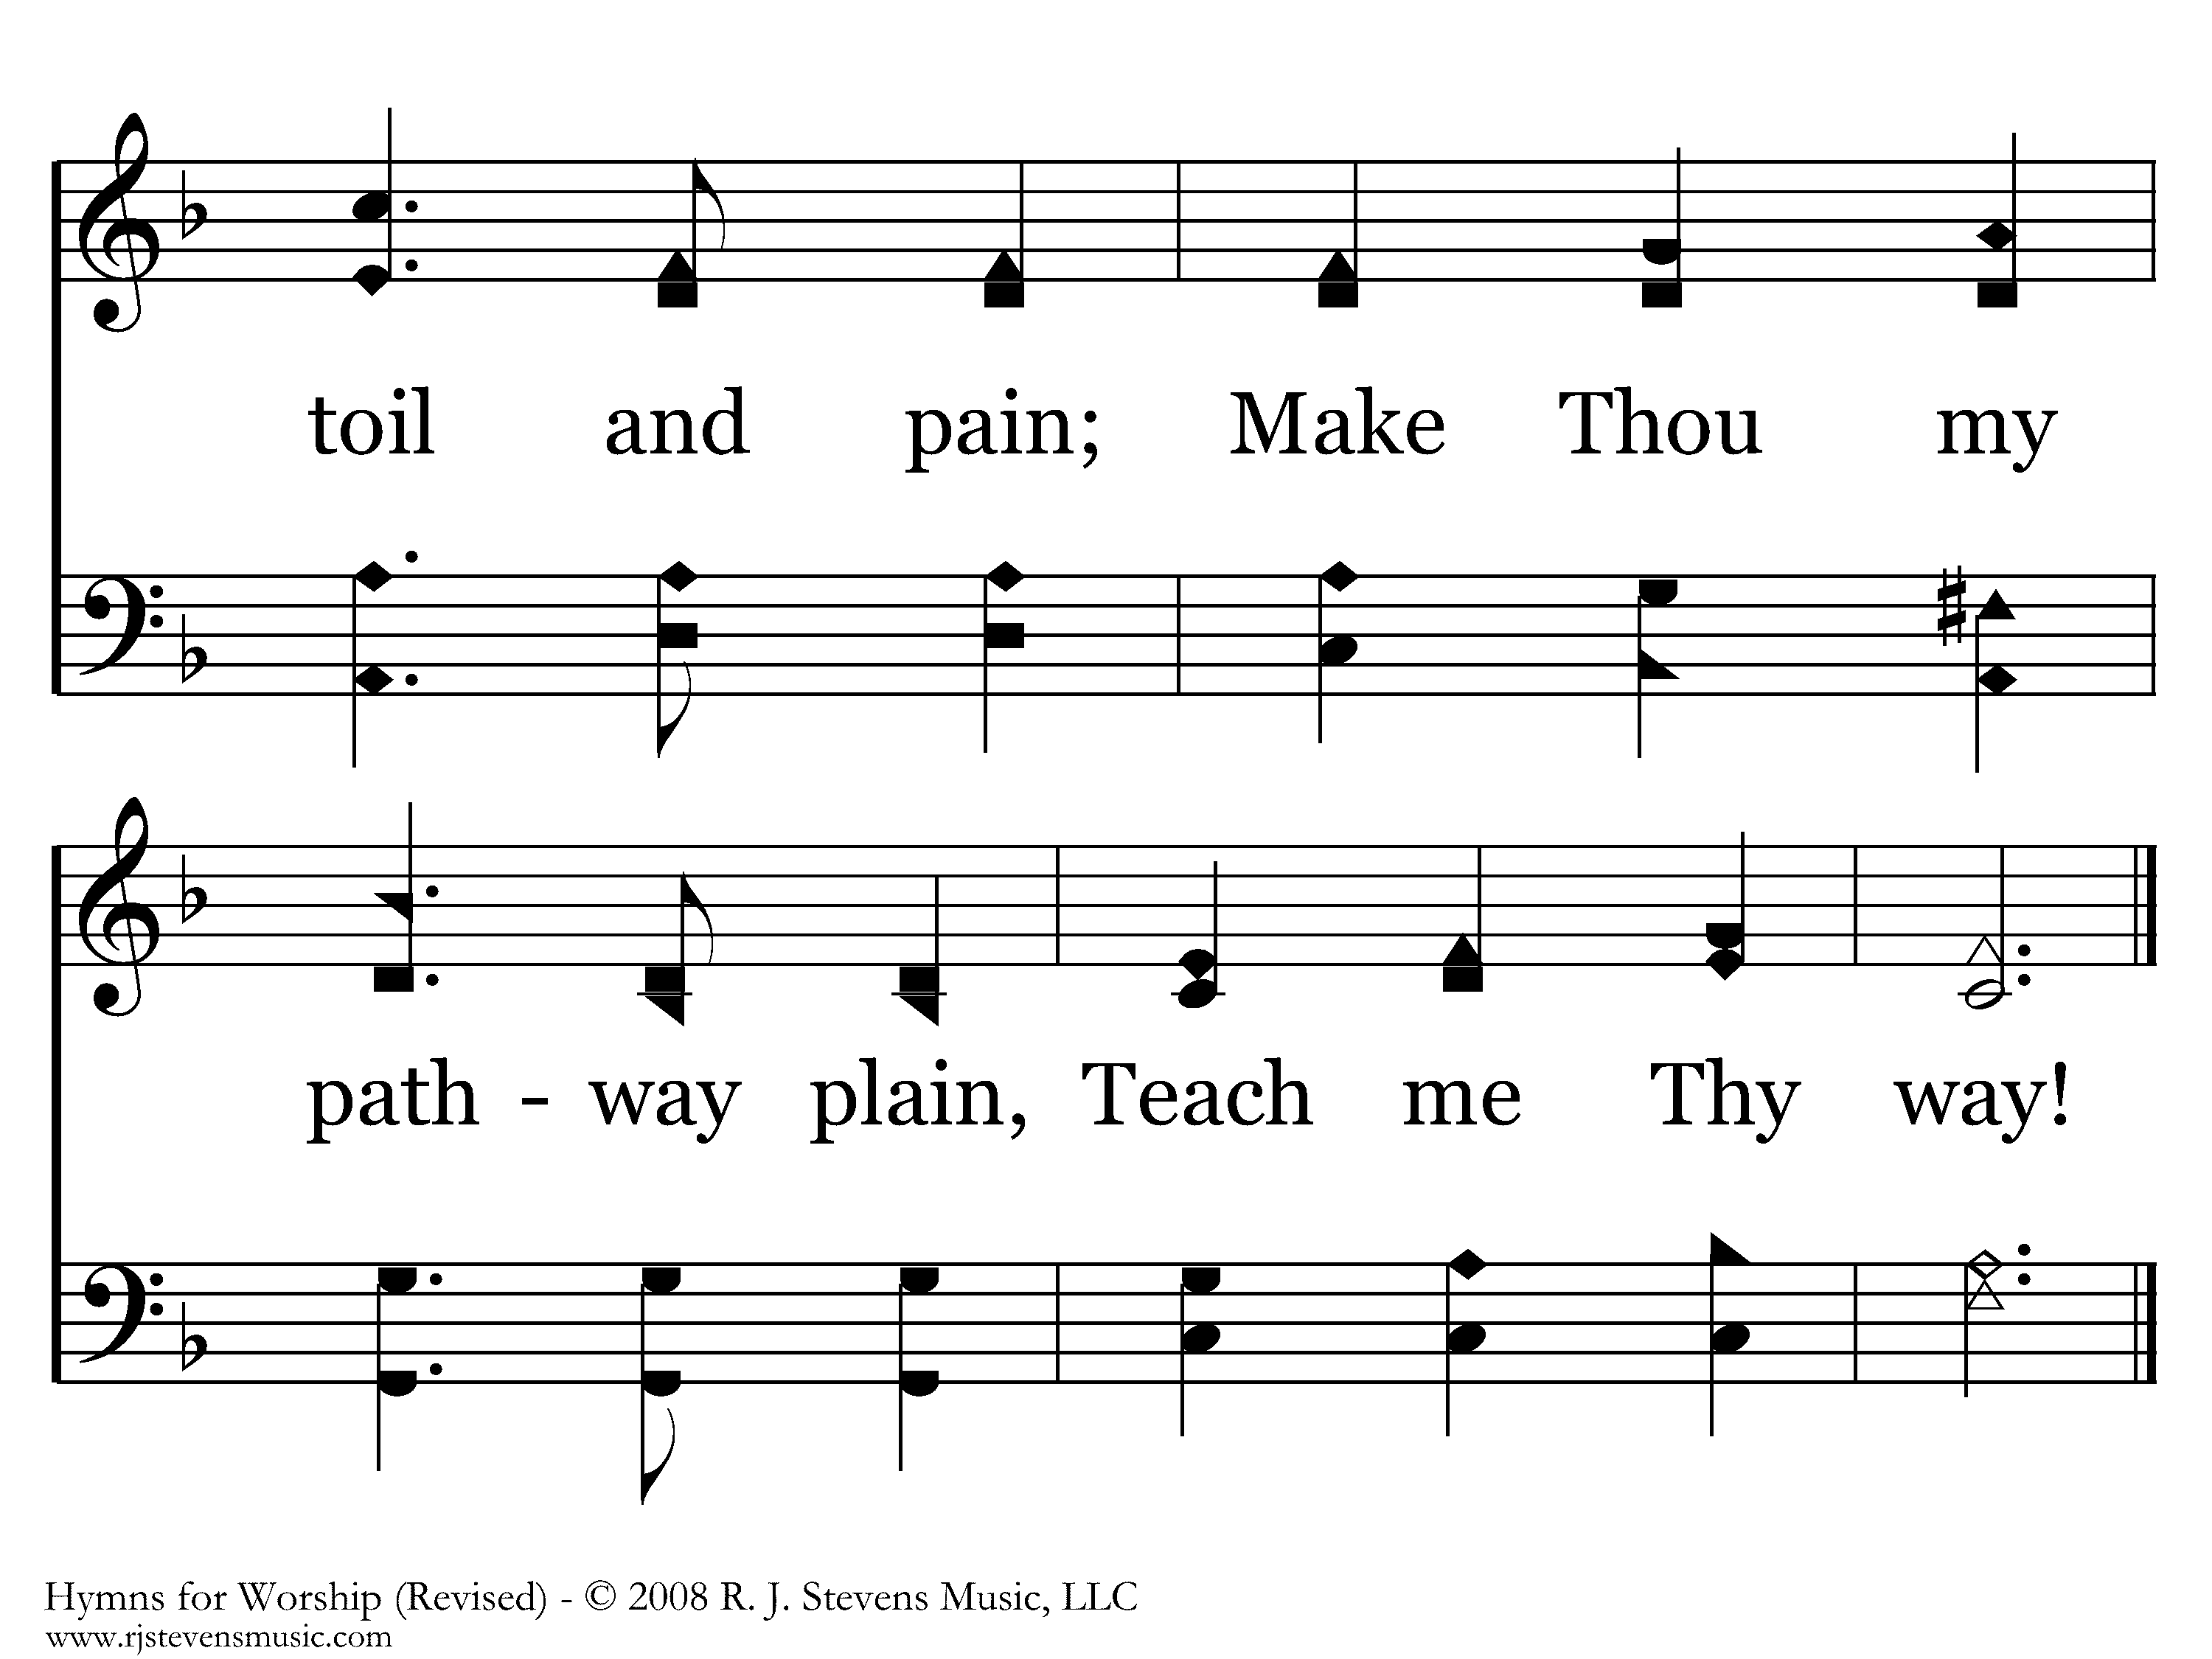 toil and pain; Make Thou my
path - way plain, Teach me Thy way!
Hymns for Worship (Revised) - © 2008 R. J. Stevens Music, LLC
www.rjstevensmusic.com